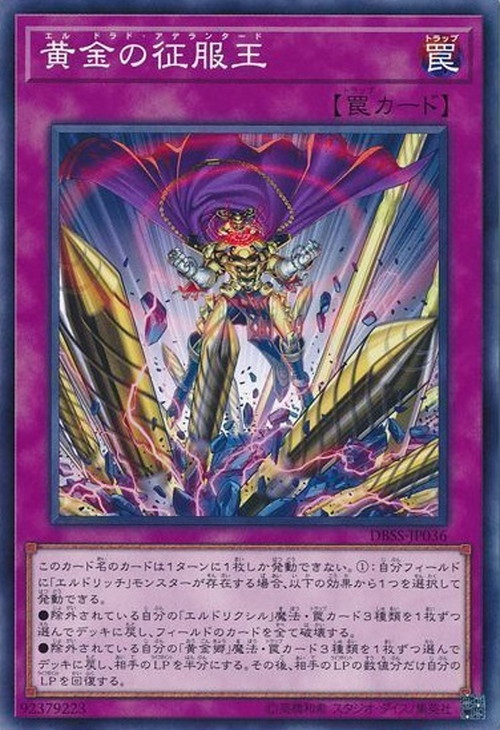 エル ドラド・アデランタード
黄金の征服王
トラップ
罠
トラップ
【罠カード】
DBSS-JP036
このカード名のカードは1ターンに1枚しか発動できない。①:自分フィールド
に「エルドリッチ」モンスターが存在する場合、以下の効果から1つを選択して
発動できる。
●除外されている自分の「エルドリクシル」魔法・罠カード3種類を1枚ずつ
選んでデッキに戻し、フィールドのカードを全て破壊する。
●除外されている自分の「黄金郷」魔法・罠カード3種類を1枚ずつ選んで
デッキに戻し、相手のLPを半分にする。その後、相手のLPの数値分だけ自分の
LPを回復する。
92379223
©高橋和希 スタジオ・ダイス/集英社